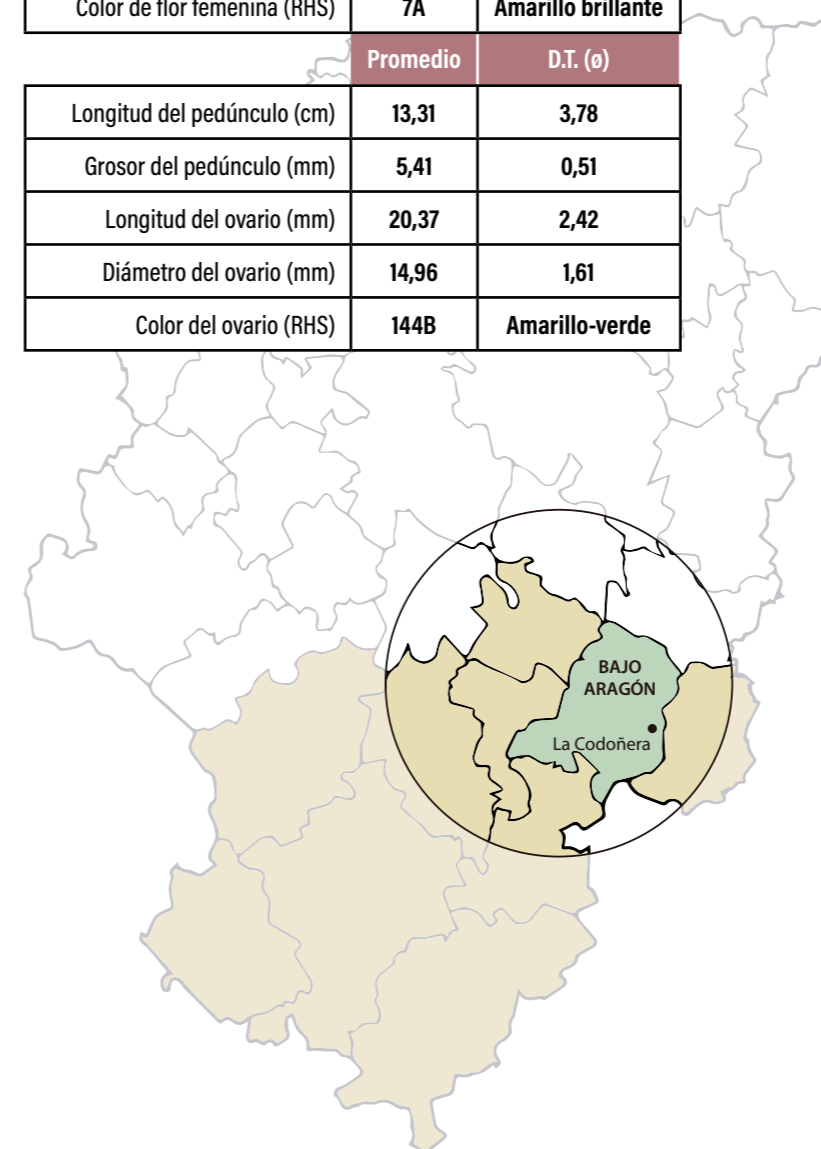 Color de flor femenina (RHS) 7A Amarillo brillante
Promedio D.T. (ø)
Longitud del pedúnculo (cm) 13,31 3,78
Grosor del pedúnculo (mm) 5,41 0,51
Longitud del ovario (mm) 20,37 2,42
Diámetro del ovario (mm) 14,96 1,61
Color del ovario (RHS) 144B Amarillo-verde
BAJO
ARAGÓN
La Codoñera